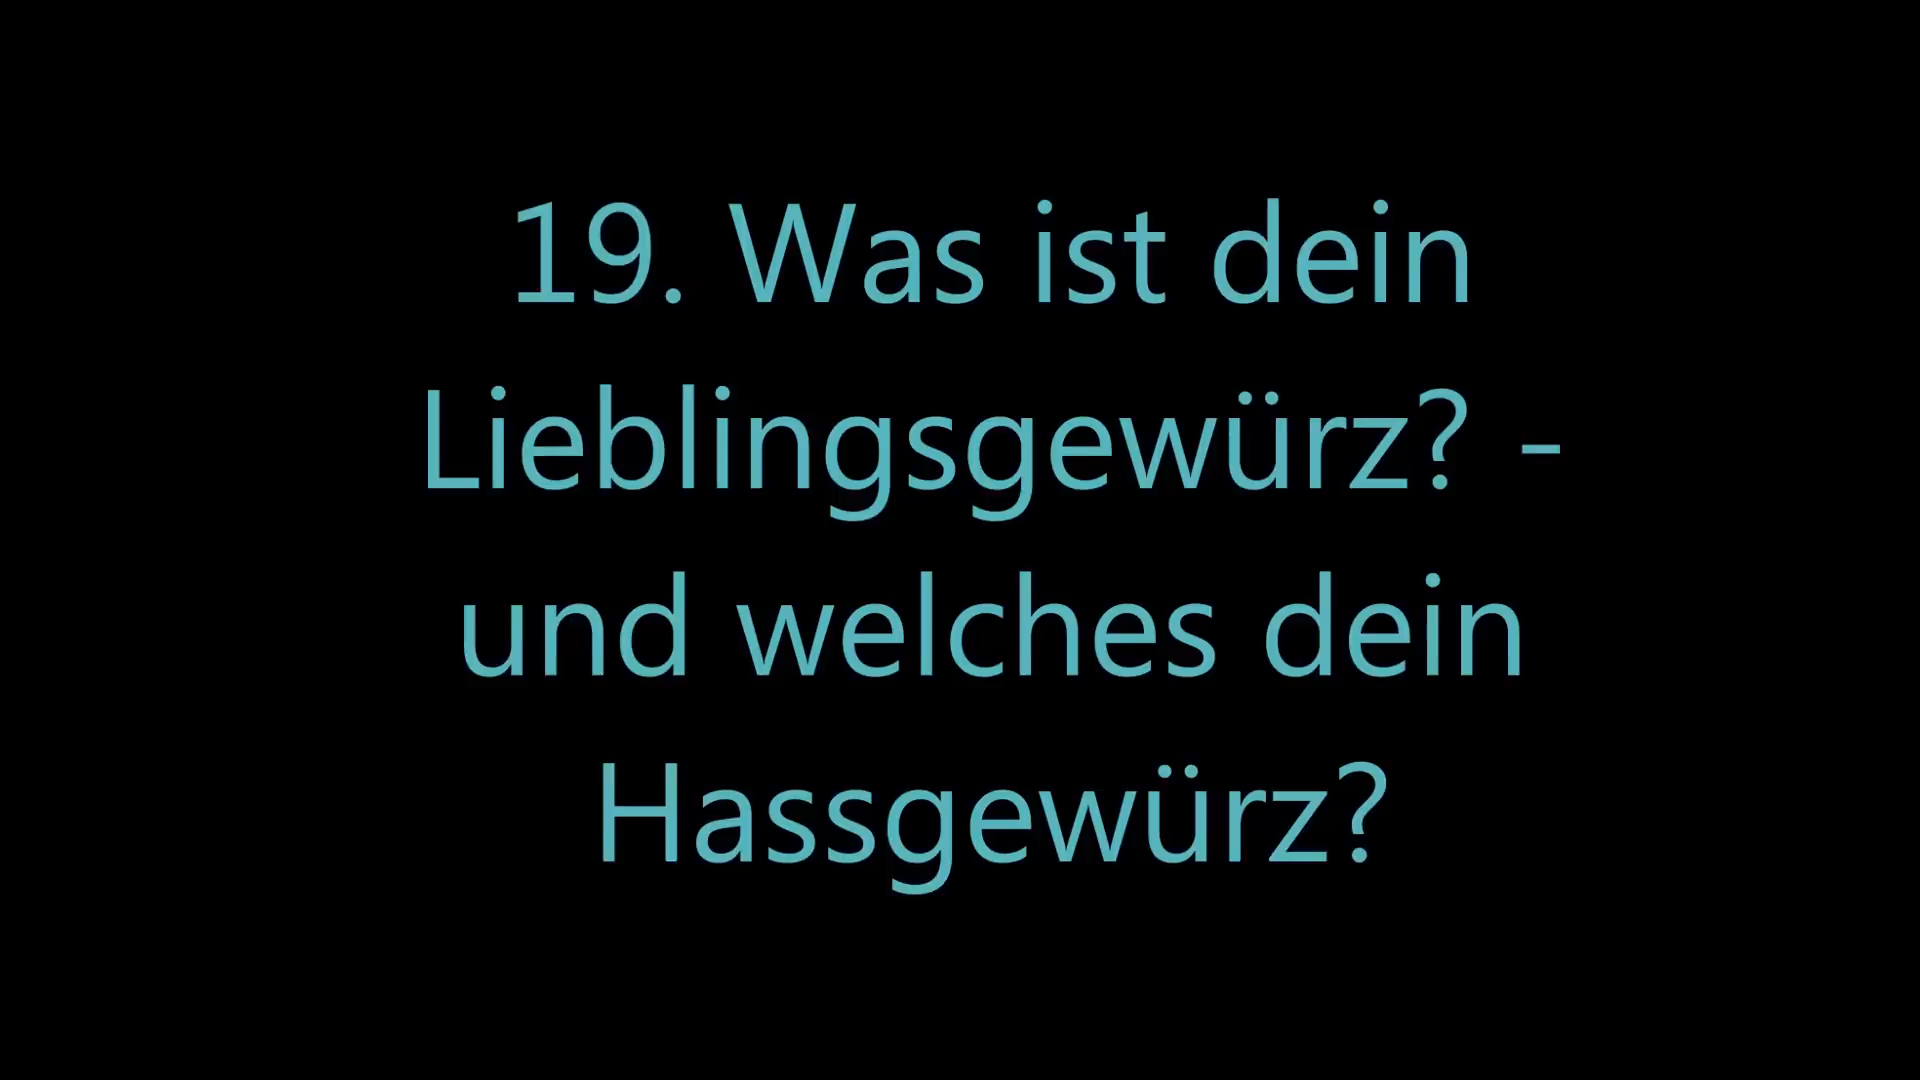 19. Was ist dein
Lieblingsgewürz? -
und welches dein
Hassgewürz?